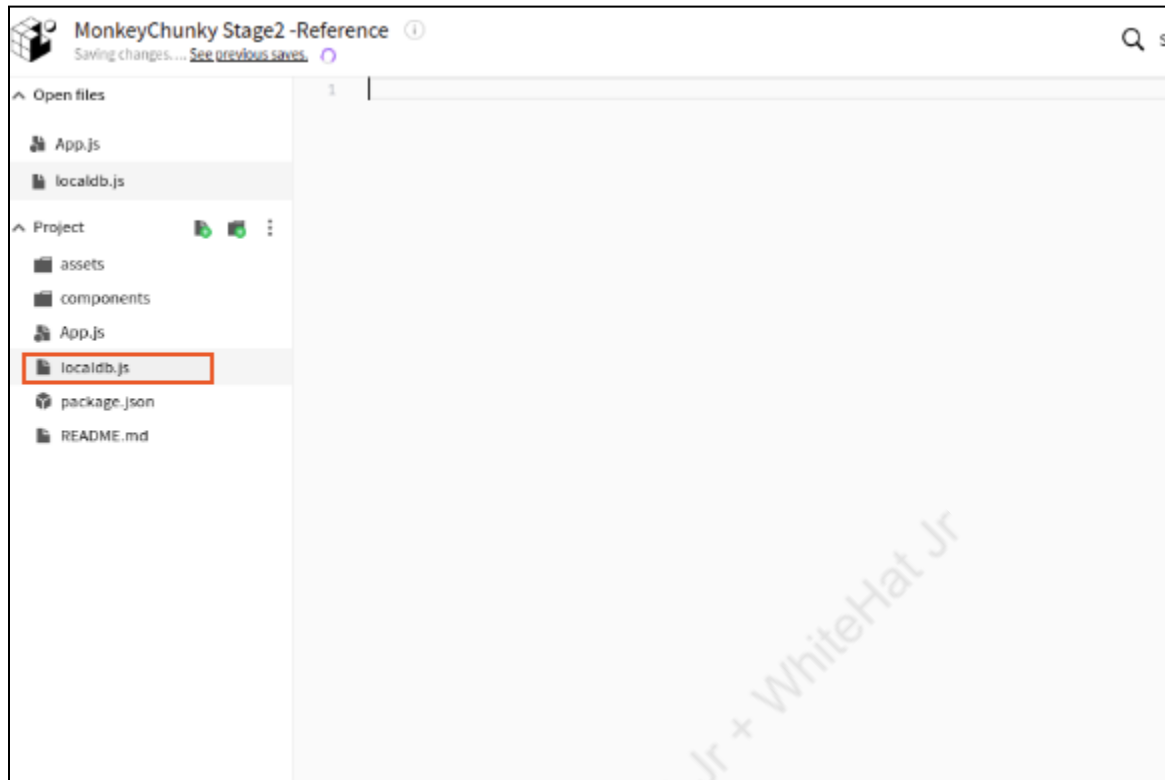 MonkeyChunky Stage2 -Reference
Saving changes.... See previous saves.
Open files
1
App.js
localdb.js
Project
assets
components
App.js
localdb.js
package.json
README.md
Jr + WhiteHat Jr